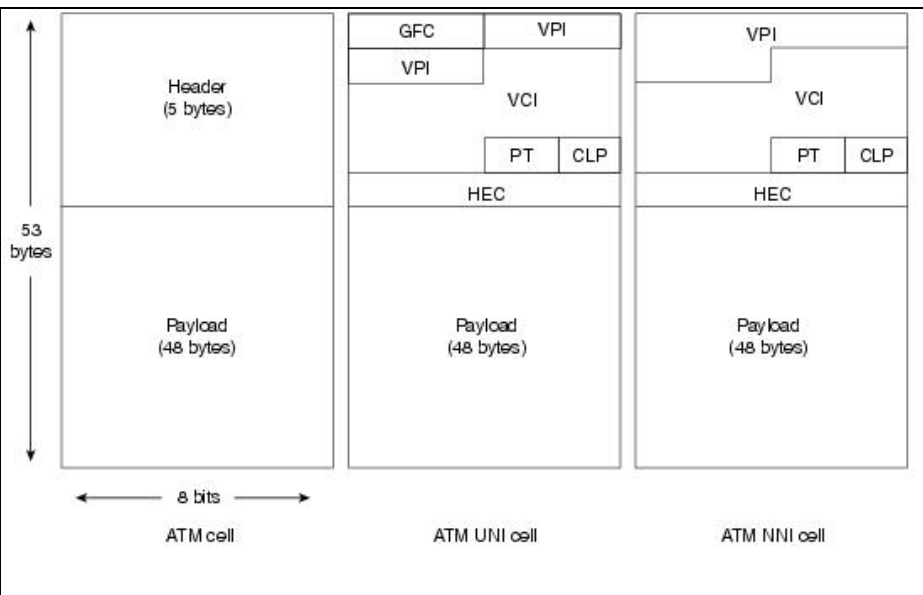 GFC
VPI
VPI
VCI
PT
CLP
HEC
VPI
VCI
PT
CLP
HEC
Header
(5 bytes)
53
bytes
Payload
(48 bytes)
Payload
(48 bytes)
Payload
(48 bytes)
8 bits
ATM cell
ATM UNI cell
ATM NNI cell